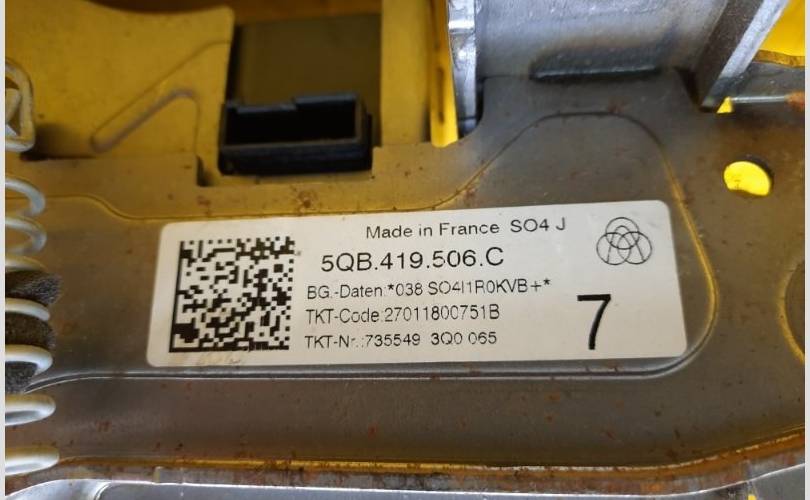 Made in France SO4 J
5QB.419.506.C
BG.-Daten:*038 SO4I1R0KVB+*
TKT-Code:27011800751B
7
TKT-Nr.:735549 3Q0 065